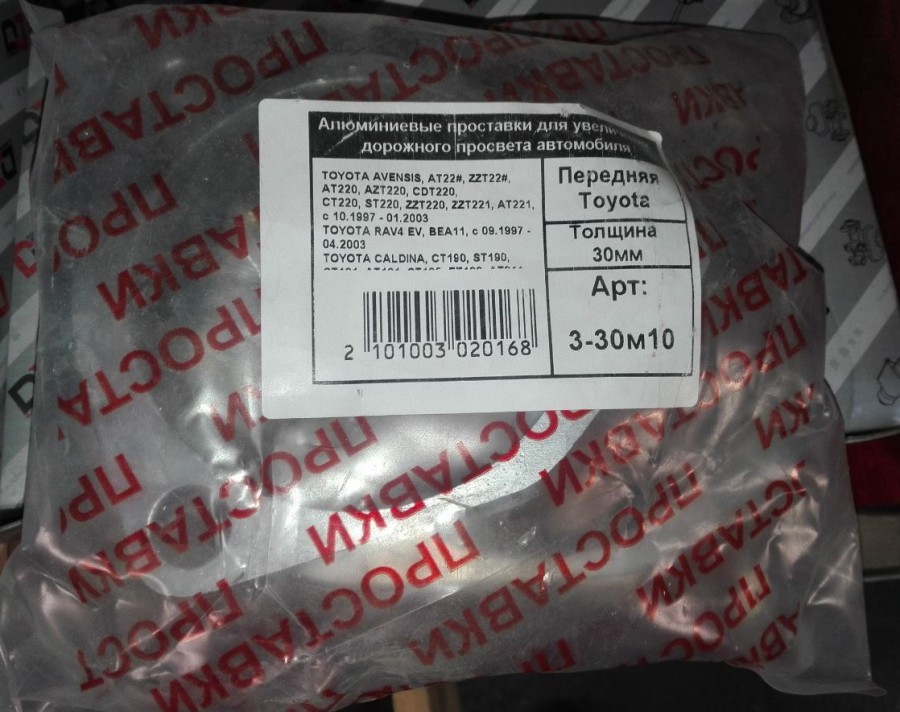 Алюминиевые проставки для
дорожного просвета автомобиля
TOYOTA AVENSIS, AT22#, ZZT22#,
AT220, AZT220, CDT220,
CT220, ST220, ZZT220, ZZT221, AT221,
с 10.1997 - 01.2003
TOYOTA RAV4 EV, BEA11, с 09.1997 -
04.2003
TOYOTA CALDINA, CT190, ST190,
Передняя
Toyota
Толщина
30мм
Арт:
3-30м10
2 101003 020168
ПРОСТАВКИ
ПРОСТАВКИ
ПРОСТАВКИ
ПРОСТАВКИ
ПРОСТАВКИ